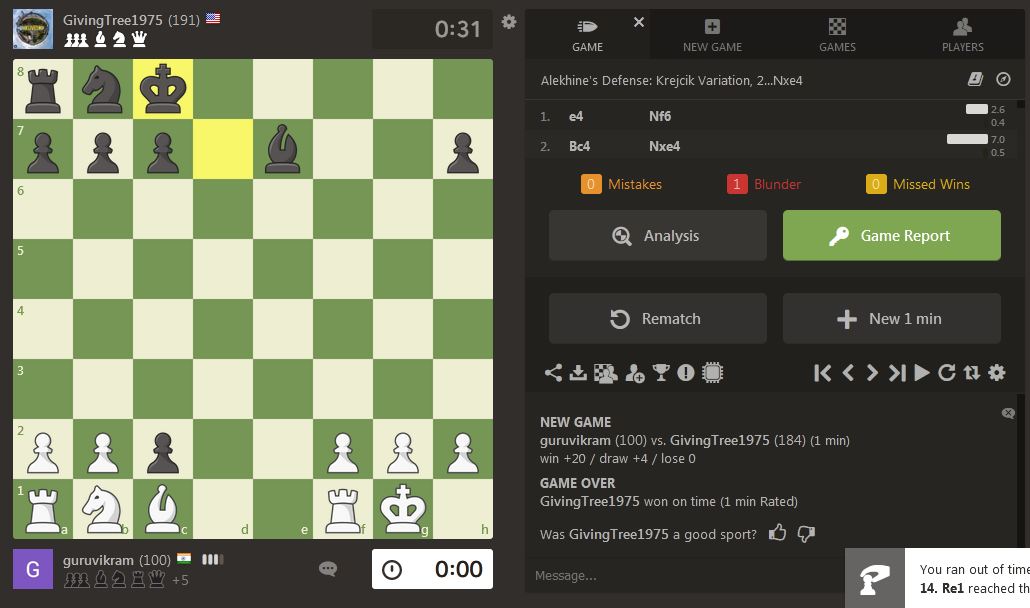 GivingTree1975 (191)
0:31
8
7
6
5
4
3
2
1
a b c d e f g h
G
guruvikram (100)
+5
0:00
GAME
NEW GAME
GAMES
PLAYERS
Alekhine's Defense: Krejcik Variation, 2...Nxe4
1. e4 Nf6 2.6
0.4
2. Bc4 Nxe4 7.0
0.5
0 Mistakes 1 Blunder 0 Missed Wins
Analysis Game Report
Rematch New 1 min
NEW GAME
guruvikram (100) vs. GivingTree1975 (184) (1 min)
win +20 / draw +4 / lose 0
GAME OVER
GivingTree1975 won on time (1 min Rated)
Was GivingTree1975 a good sport?
Message...
You ran out of time
14. Re1 reached th